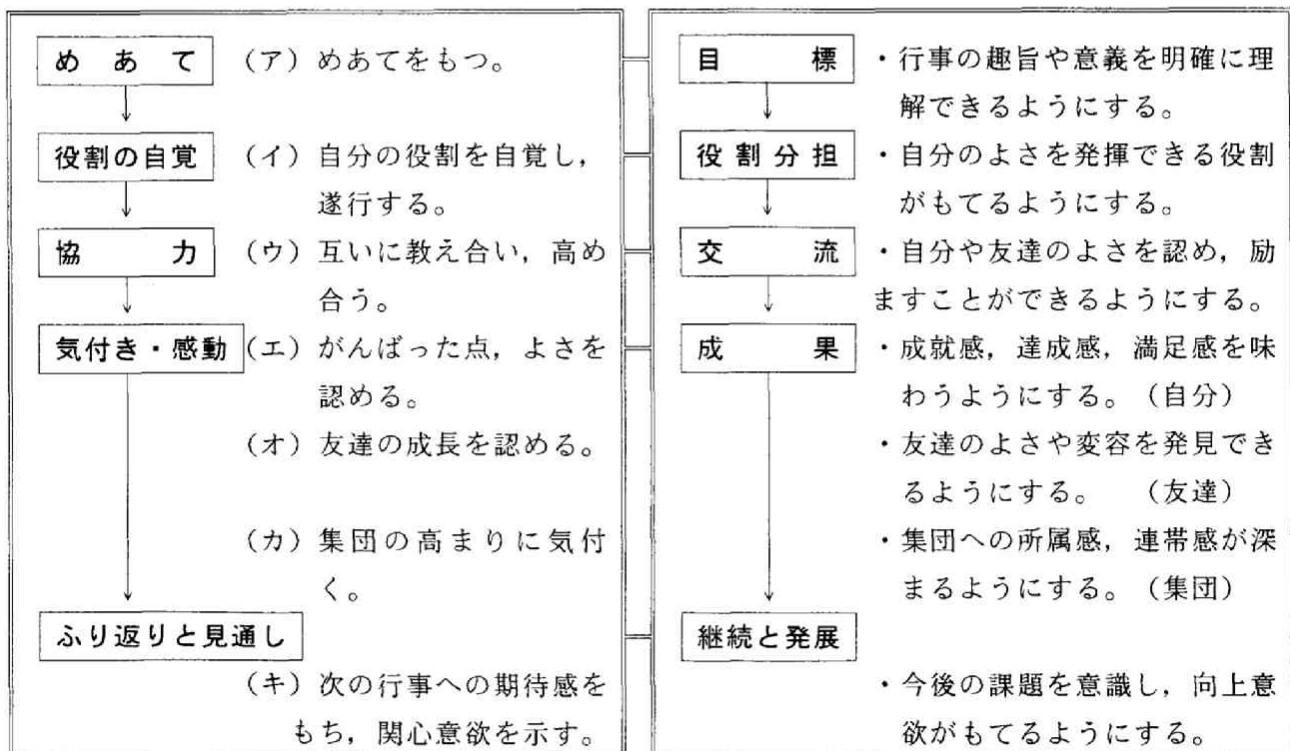 めあて
（ア）めあてをもつ。
役割の自覚
（イ）自分の役割を自覚し，
遂行する。
協力
（ウ）互いに教え合い，高め
合う。
気付き・感動
（エ）がんばった点，よさを
認める。
（オ）友達の成長を認める。
（カ）集団の高まりに気付
く。
ふり返りと見通し
（キ）次の行事への期待感を
もち，関心意欲を示す。
目標
・行事の趣旨や意義を明確に理
解できるようにする。
役割分担
・自分のよさを発揮できる役割
がもてるようにする。
交流
・自分や友達のよさを認め，励
ますことができるようにする。
成果
・成就感，達成感，満足感を味
わうようにする。（自分）
・友達のよさや変容を発見でき
るようにする。　（友達）
・集団への所属感，連帯感が深
まるようにする。（集団）
継続と発展
・今後の課題を意識し，向上意
欲がもてるようにする。